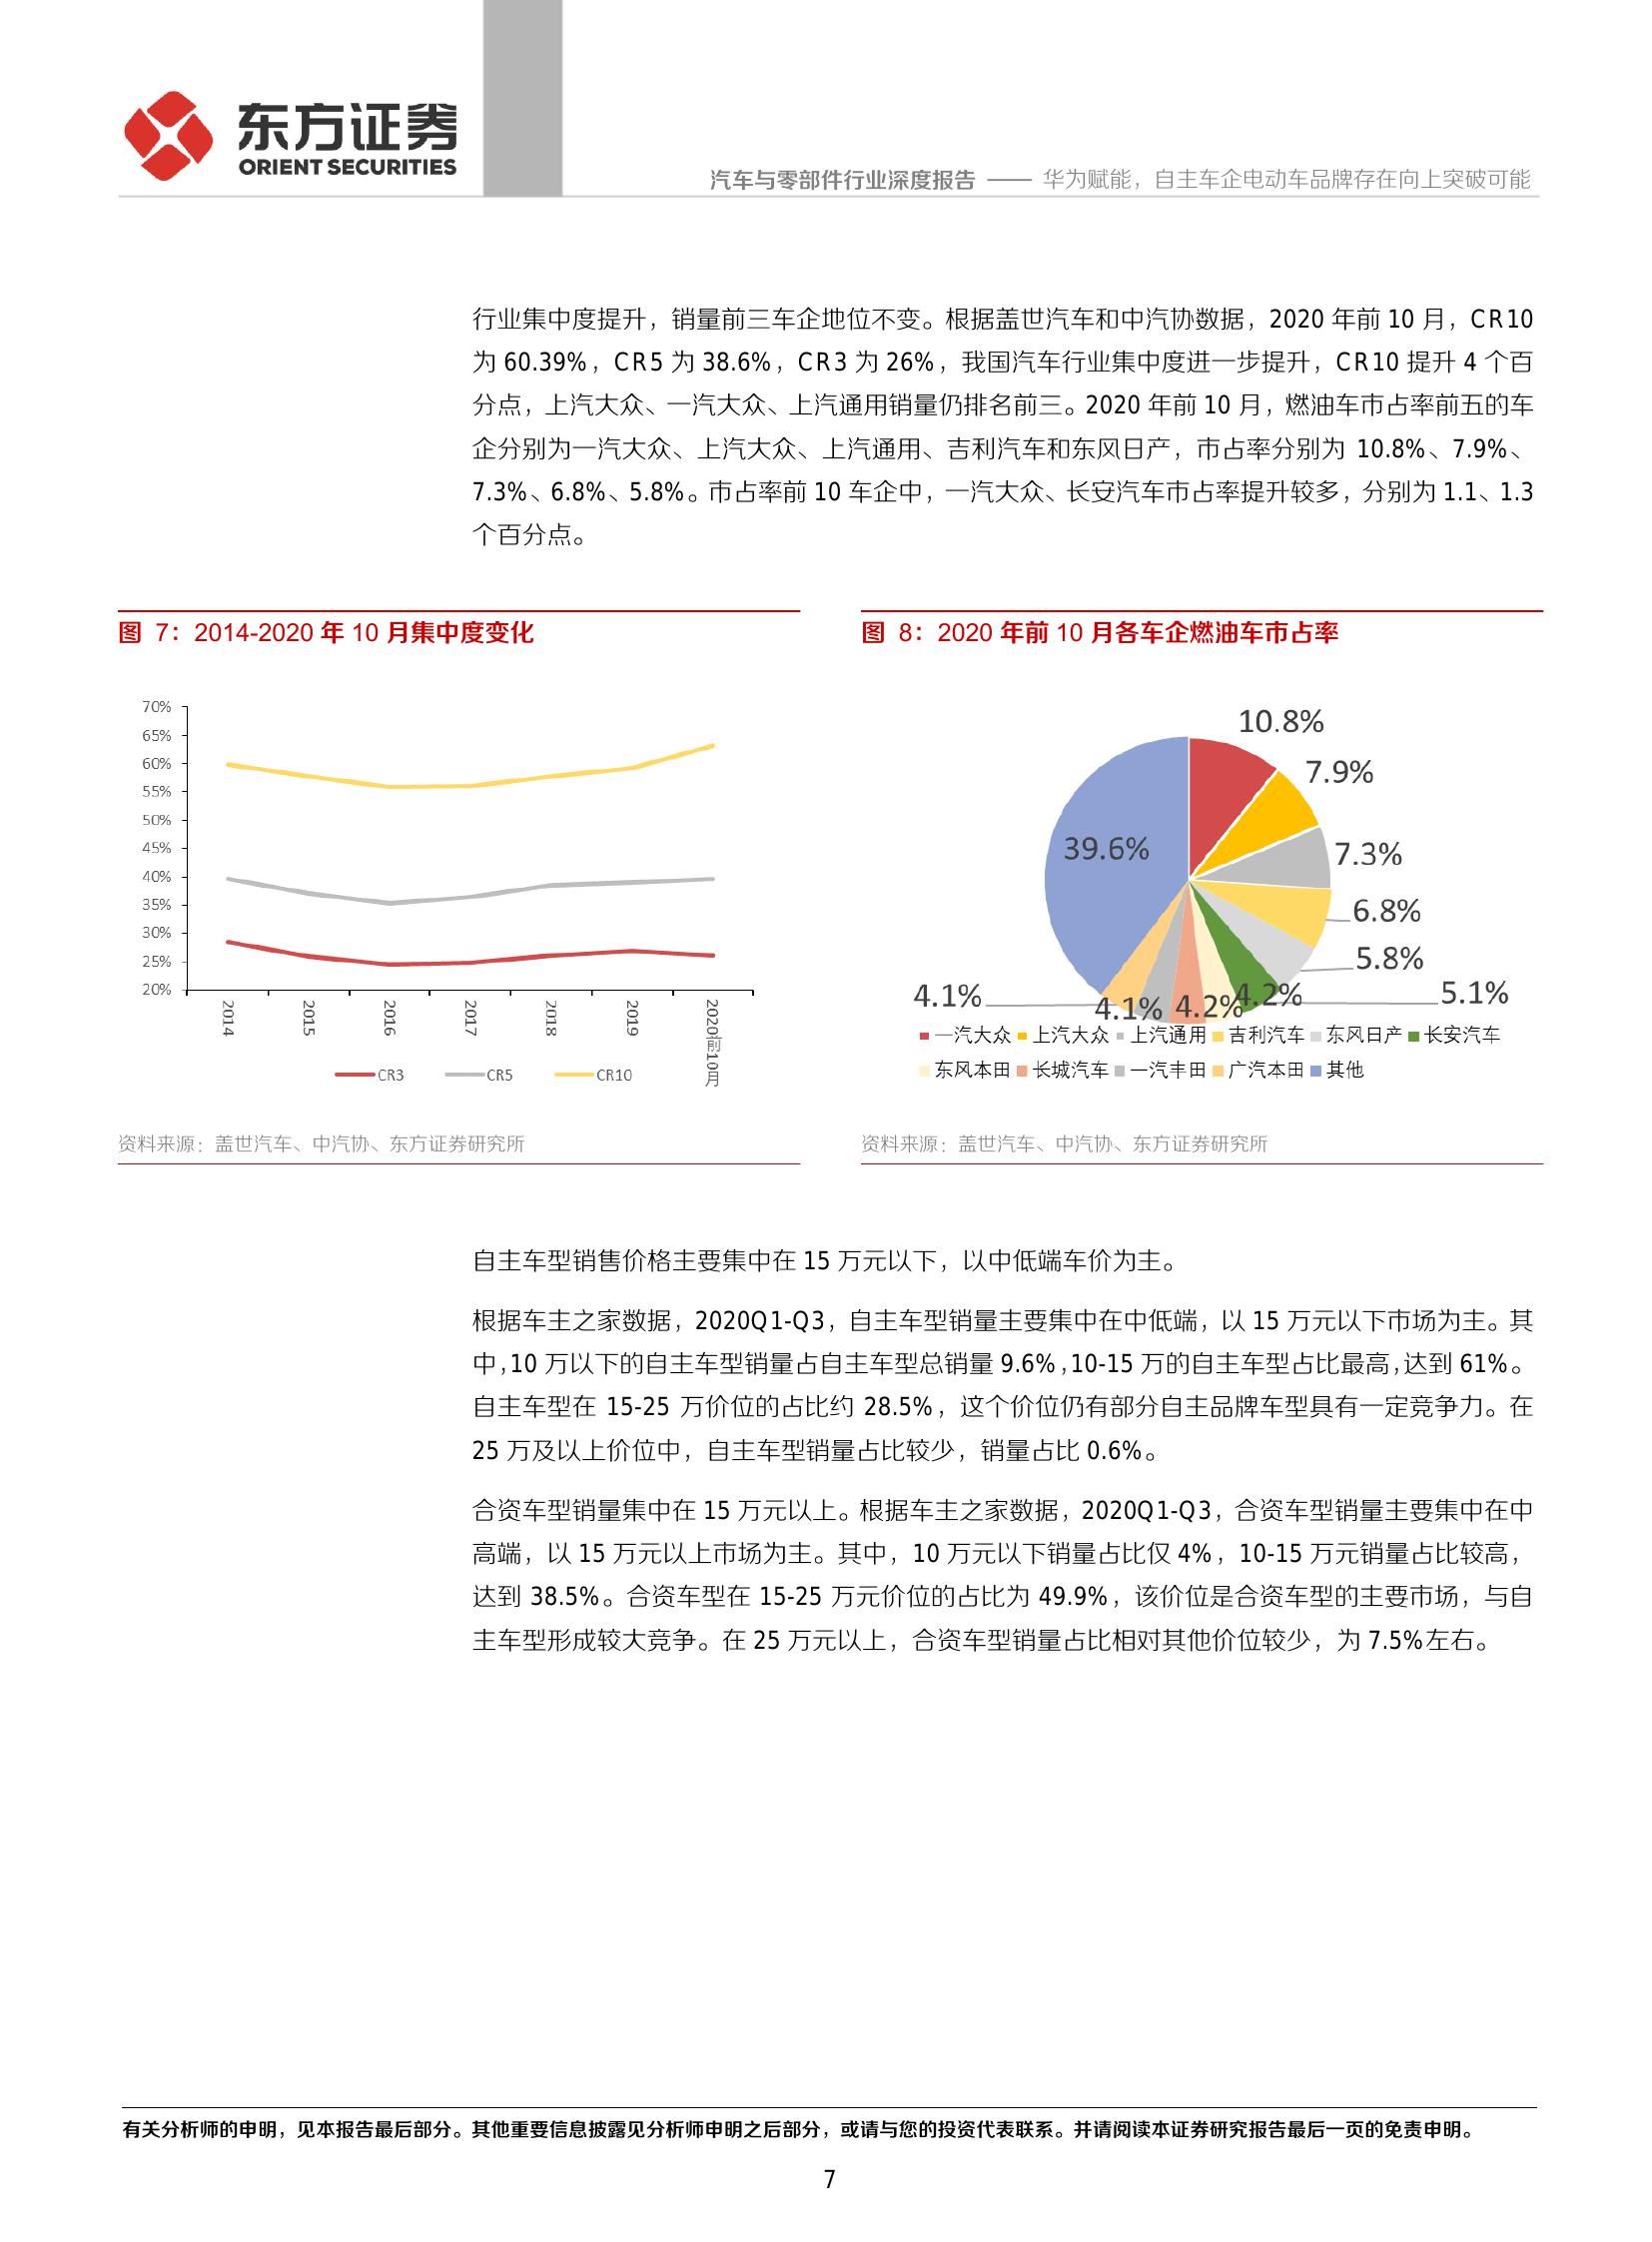 东方证券
ORIENT SECURITIES
汽车与零部件行业深度报告 —— 华为赋能，自主车企电动车品牌存在向上突破可能
行业集中度提升，销量前三车企地位不变。根据盖世汽车和中汽协数据，2020 年前 10 月，CR10
为 60.39%，CR5 为 38.6%，CR3 为 26%，我国汽车行业集中度进一步提升，CR10 提升 4 个百
分点，上汽大众、一汽大众、上汽通用销量仍排名前三。2020 年前 10 月，燃油车市占率前五的车
企分别为一汽大众、上汽大众、上汽通用、吉利汽车和东风日产，市占率分别为 10.8%、7.9%、
7.3%、6.8%、5.8%。市占率前 10 车企中，一汽大众、长安汽车市占率提升较多，分别为 1.1、1.3
个百分点。
图 7：2014-2020 年 10 月集中度变化
70%
65%
60%
55%
50%
45%
40%
35%
30%
25%
20%
2014
2015
2016
2017
2018
2019
2020前10月
CR3
CR5
CR10
资料来源：盖世汽车、中汽协、东方证券研究所
图 8：2020 年前 10 月各车企燃油车市占率
10.8%
7.9%
7.3%
6.8%
5.8%
5.1%
4.2%
4.2%
4.1%
4.1%
39.6%
一汽大众 上汽大众 上汽通用 吉利汽车 东风日产 长安汽车
东风本田 长城汽车 一汽丰田 广汽本田 其他
资料来源：盖世汽车、中汽协、东方证券研究所
自主车型销售价格主要集中在 15 万元以下，以中低端车价为主。
根据车主之家数据，2020Q1-Q3，自主车型销量主要集中在中低端，以 15 万元以下市场为主。其
中，10 万以下的自主车型销量占自主车型总销量 9.6%，10-15 万的自主车型占比最高，达到 61%。
自主车型在 15-25 万价位的占比约 28.5%，这个价位仍有部分自主品牌车型具有一定竞争力。在
25 万及以上价位中，自主车型销量占比较少，销量占比 0.6%。
合资车型销量集中在 15 万元以上。根据车主之家数据，2020Q1-Q3，合资车型销量主要集中在中
高端，以 15 万元以上市场为主。其中，10 万元以下销量占比仅 4%，10-15 万元销量占比较高，
达到 38.5%。合资车型在 15-25 万元价位的占比为 49.9%，该价位是合资车型的主要市场，与自
主车型形成较大竞争。在 25 万元以上，合资车型销量占比相对其他价位较少，为 7.5%左右。
有关分析师的申明，见本报告最后部分。其他重要信息披露见分析师申明之后部分，或请与您的投资代表联系。并请阅读本证券研究报告最后一页的免责申明。
7